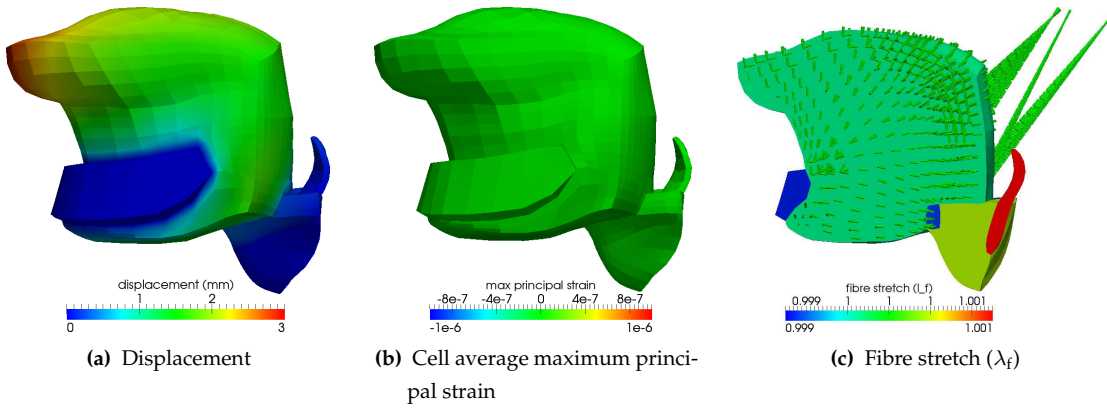 displacement (mm)
1 2
0 3
(a) Displacement
max principal strain
-8e-7 -4e-7 0 4e-7 8e-7
-1e-6 1e-6
(b) Cell average maximum princi-
pal strain
fibre stretch (l_f)
0.999 1 1 1 1.001
0.999 1.001
(c) Fibre stretch (λf)